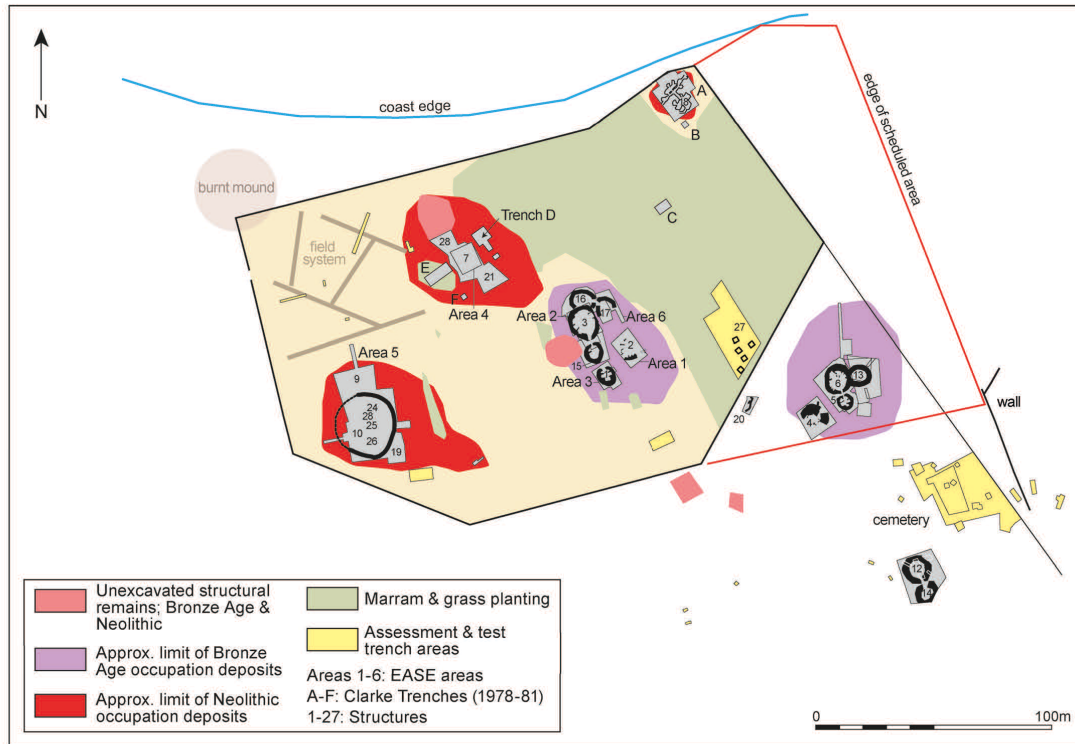 N
coast edge
edge of scheduled area
A
B
burnt mound
C
Trench D
field
system
28
7
E
21
F
Area 4
16
17
Area 2
3
Area 6
2
27
15
Area 1
Area 3
Area 5
9
24
28
25
10
26
19
6
13
5
4
20
wall
cemetery
12
14
Unexcavated structural
remains; Bronze Age &
Neolithic
Approx. limit of Bronze
Age occupation deposits
Approx. limit of Neolithic
occupation deposits
Marram & grass planting
Assessment & test
trench areas
Areas 1-6: EASE areas
A-F: Clarke Trenches (1978-81)
1-27: Structures
0
100m